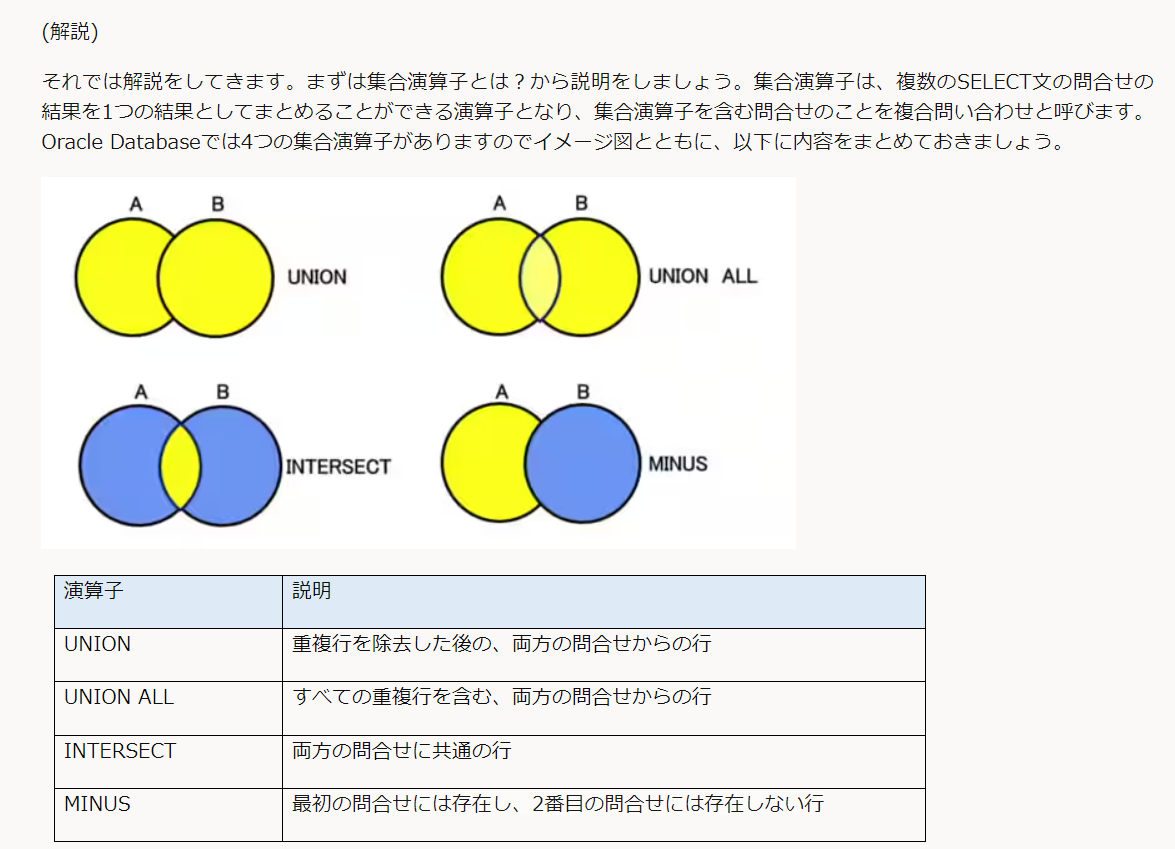 (解説)
それでは解説をしてきます。まずは集合演算子とは？から説明をしましょう。集合演算子は、複数のSELECT文の問合せの
結果を1つの結果としてまとめることができる演算子となり、集合演算子を含む問合せのことを複合問い合わせと呼びます。
Oracle Databaseでは4つの集合演算子がありますのでイメージ図とともに、以下に内容をまとめておきましょう。
A B
UNION
A B
UNION ALL
A B
INTERSECT
A B
MINUS
演算子 説明
UNION 重複行を除去した後の、両方の問合せからの行
UNION ALL すべての重複行を含む、両方の問合せからの行
INTERSECT 両方の問合せに共通の行
MINUS 最初の問合せには存在し、2番目の問合せには存在しない行